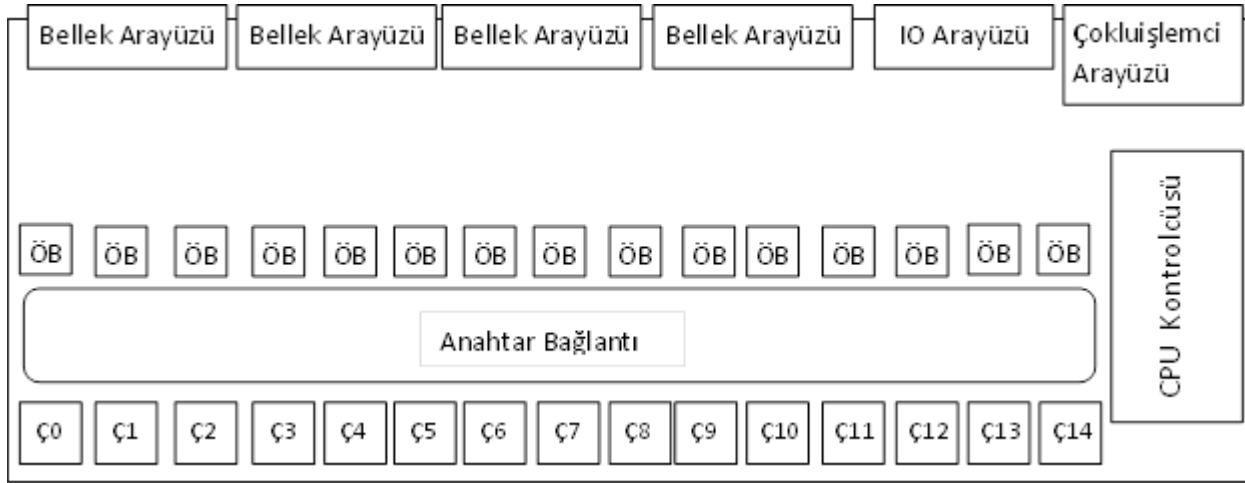 Bellek Arayüzü Bellek Arayüzü Bellek Arayüzü Bellek Arayüzü IO Arayüzü Çokluişlemci
Arayüzü
CPU Kontrolcüsü
ÖB ÖB ÖB ÖB ÖB ÖB ÖB ÖB ÖB ÖB ÖB ÖB ÖB ÖB ÖB
Anahtar Bağlantı
Ç0 Ç1 Ç2 Ç3 Ç4 Ç5 Ç6 Ç7 Ç8 Ç9 Ç10 Ç11 Ç12 Ç13 Ç14